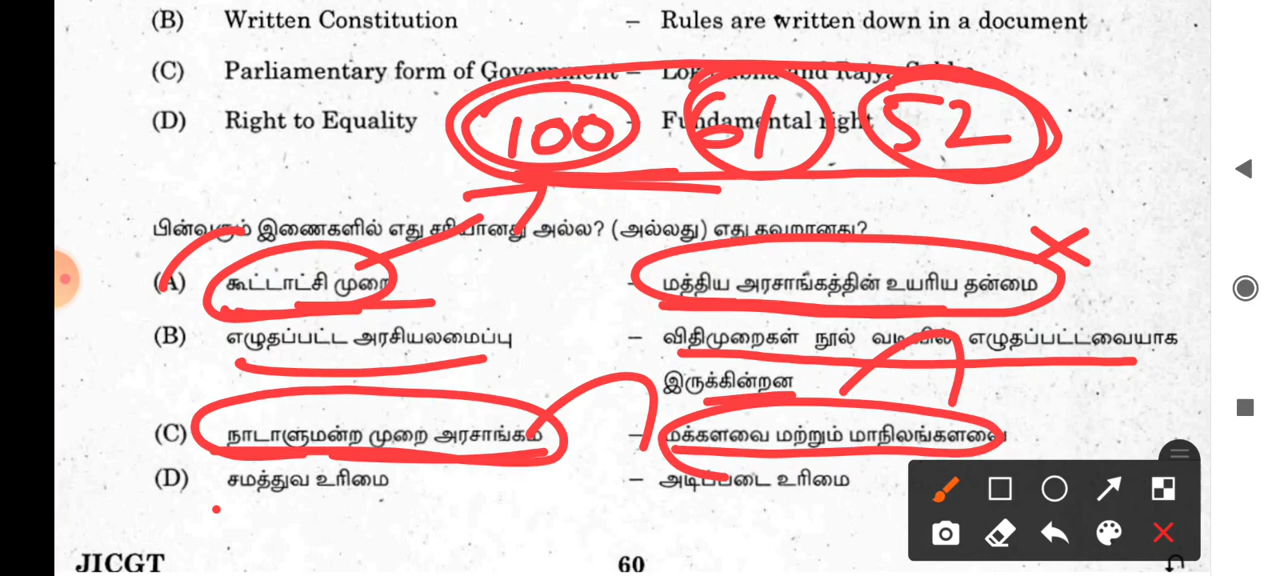 (B) Written Constitution – Rules are written down in a document
(C) Parliamentary form of Government – Lok Sabha and Rajya Sabha
(D) Right to Equality – Fundamental right
100 61 52
பின்வரும் இணைகளில் எது சரியானது அல்ல? (அல்லது) எது தவறானது?
(A) கூட்டாட்சி முறை – மத்திய அரசாங்கத்தின் உயரிய தன்மை
(B) எழுதப்பட்ட அரசியலமைப்பு – விதிமுறைகள் நூல் வடிவில் எழுதப்பட்டவையாக
இருக்கின்றன
(C) நாடாளுமன்ற முறை அரசாங்கம் – மக்களவை மற்றும் மாநிலங்களவை
(D) சமத்துவ உரிமை – அடிப்படை உரிமை
JICGT 60